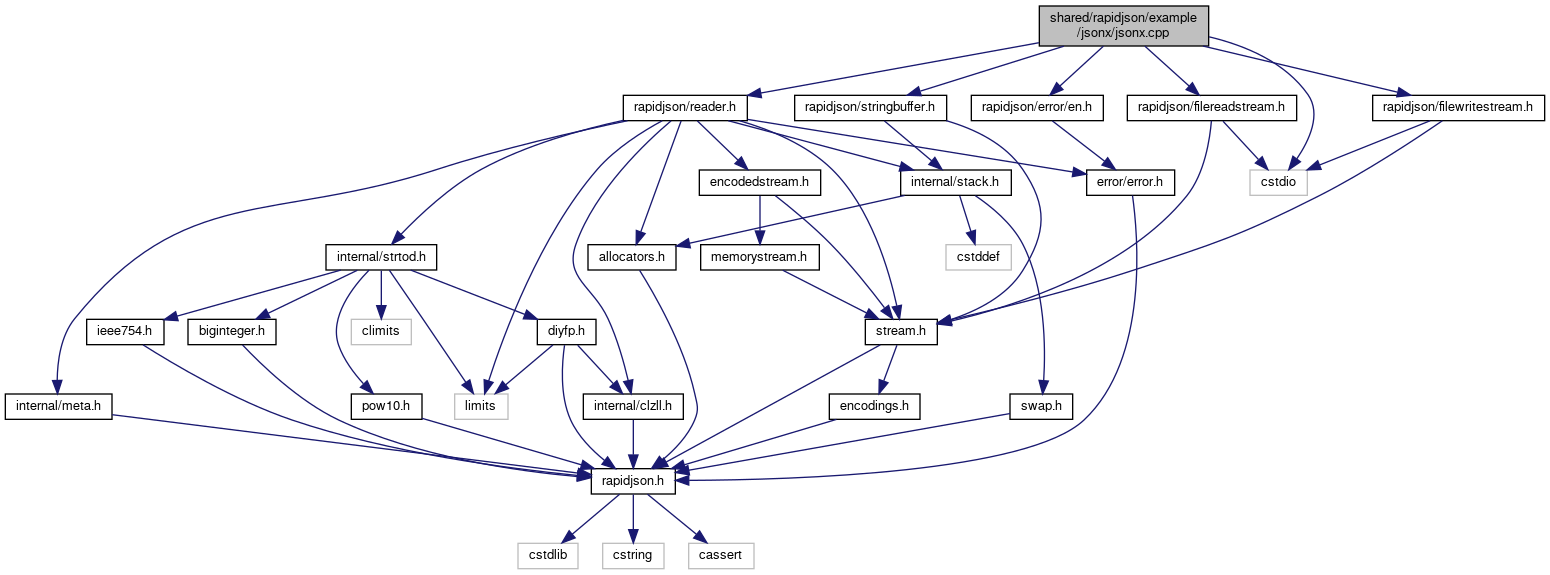 shared/rapidjson/example
/jsonx/jsonx.cpp
rapidjson/reader.h
rapidjson/stringbuffer.h
rapidjson/error/en.h
rapidjson/filereadstream.h
rapidjson/filewritestream.h
encodedstream.h
internal/stack.h
error/error.h
cstdio
internal/strtod.h
allocators.h
memorystream.h
cstddef
ieee754.h
biginteger.h
climits
diyfp.h
stream.h
internal/meta.h
pow10.h
limits
internal/clzll.h
encodings.h
swap.h
rapidjson.h
cstdlib
cstring
cassert